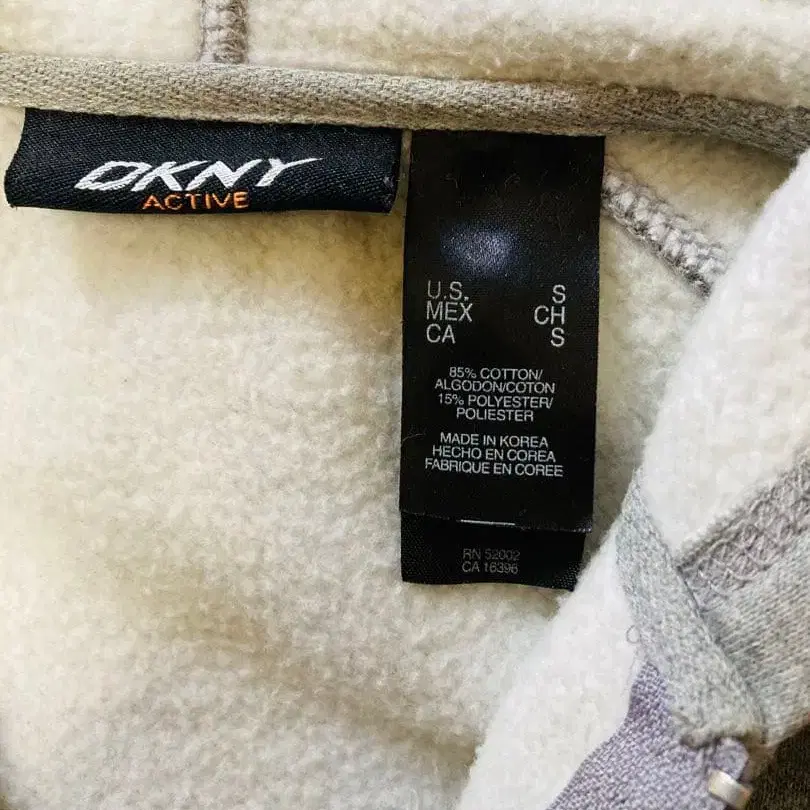 DKNY
ACTIVE
U.S. S
MEX CH
CA S
85% COTTON/
ALGODON/COTON
15% POLYESTER/
POLIESTER
MADE IN KOREA
HECHO EN COREA
FABRIQUE EN COREE
RN 52002
CA 16396